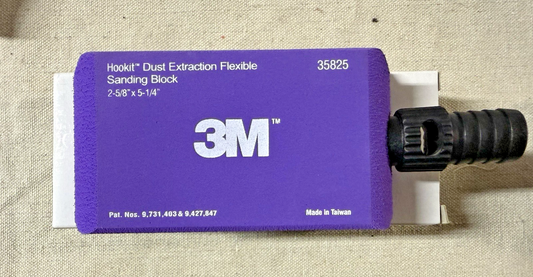 Hookit™ Dust Extraction Flexible 35825
Sanding Block
2-5/8" x 5-1/4"
3M™
Pat. Nos. 9,731,403 & 9,427,847 Made in Taiwan